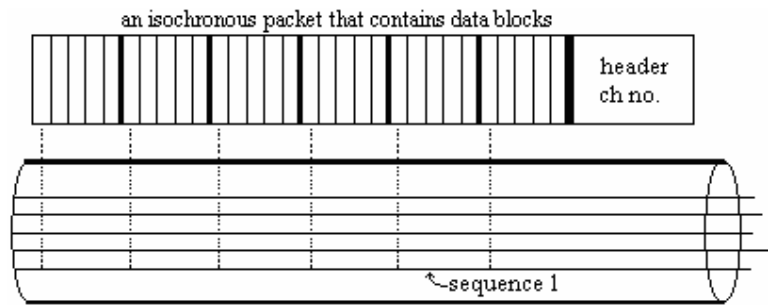 an isochronous packet that contains data blocks
header
ch no.
sequence 1